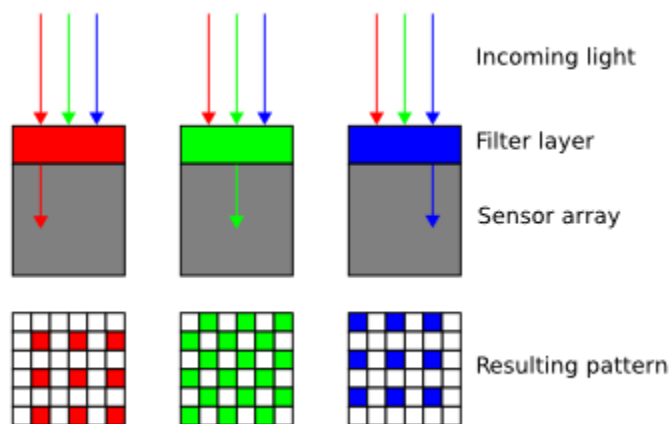 Incoming light
Filter layer
Sensor array
Resulting pattern